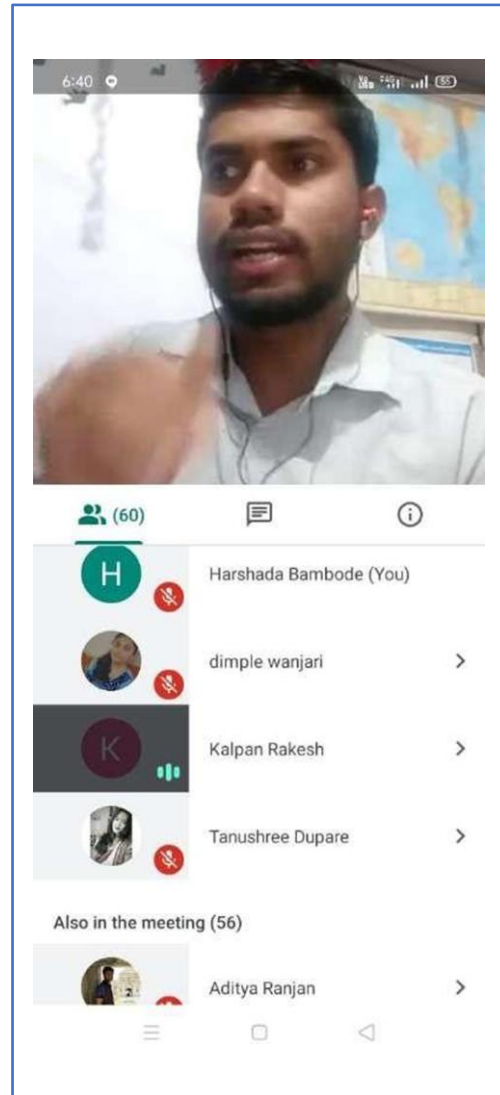 6:40
55
(60)
H
Harshada Bambode (You)
dimple wanjari
K
Kalpan Rakesh
Tanushree Dupare
Also in the meeting (56)
Aditya Ranjan